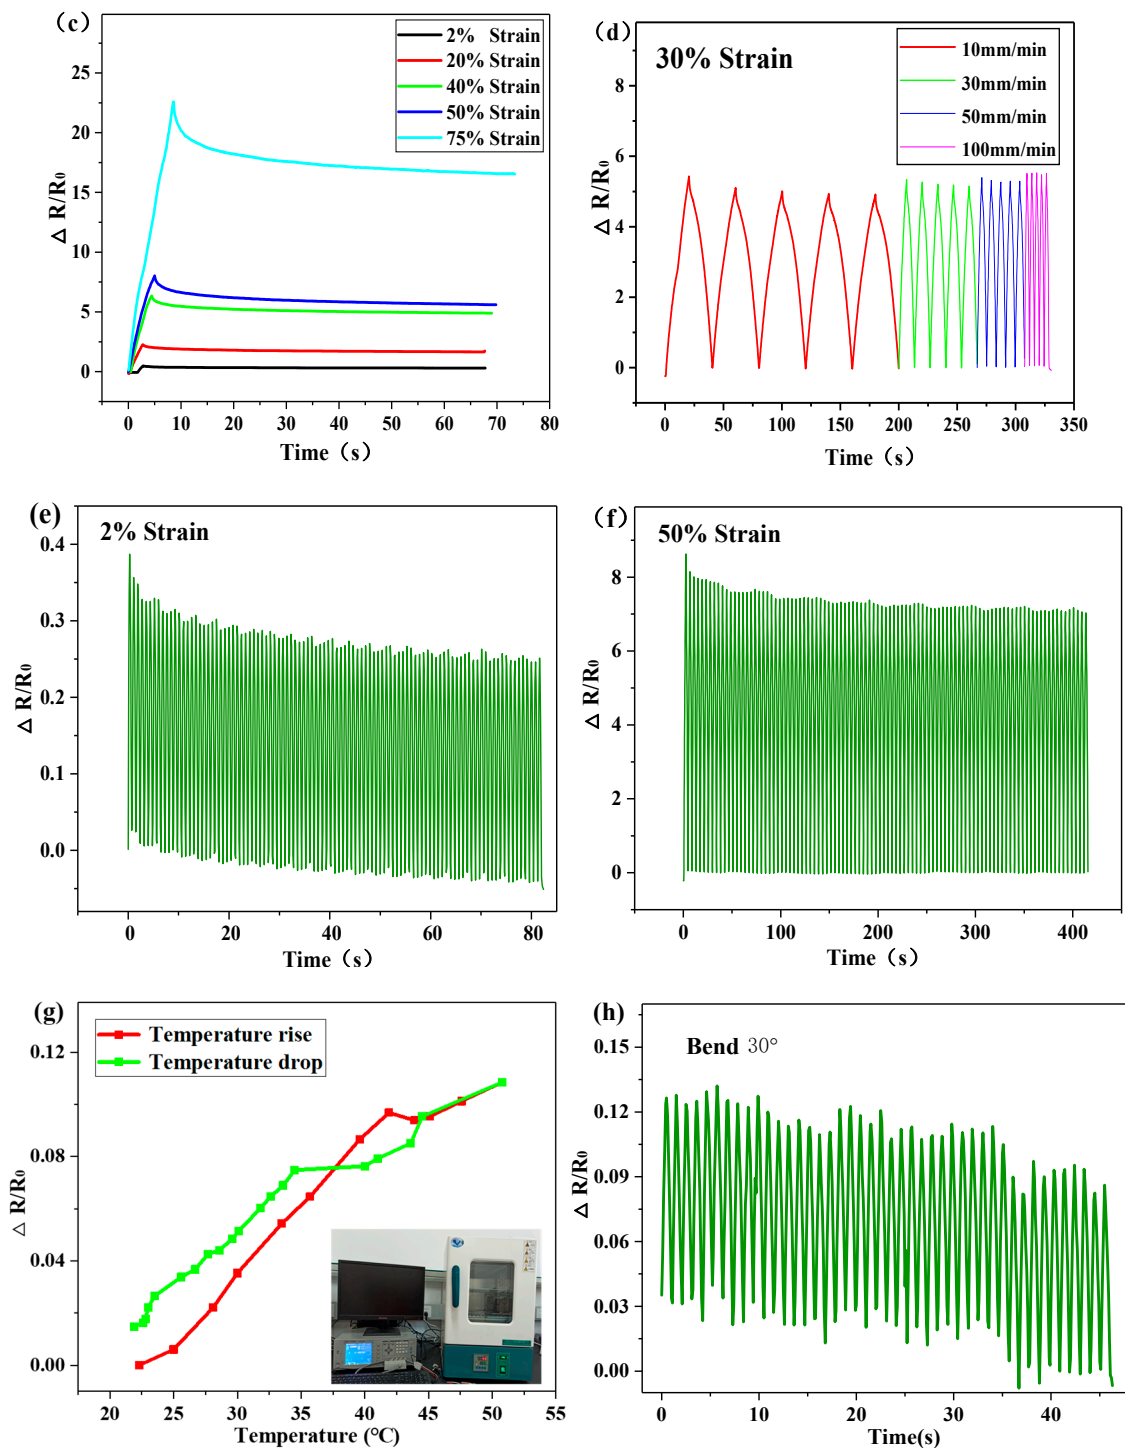 (c)
2% Strain
20% Strain
40% Strain
50% Strain
75% Strain
Δ R/R0
25
20
15
10
5
0
0 10 20 30 40 50 60 70 80
Time（s）
(d)
30% Strain
10mm/min
30mm/min
50mm/min
100mm/min
Δ R/R0
8
6
4
2
0
0 50 100 150 200 250 300 350
Time（s）
(e)
2% Strain
Δ R/R0
0.4
0.3
0.2
0.1
0.0
0 20 40 60 80
Time（s）
(f)
50% Strain
Δ R/R0
8
6
4
2
0
0 100 200 300 400
Time（s）
(g)
Temperature rise
Temperature drop
Δ R/R0
0.12
0.08
0.04
0.00
20 25 30 35 40 45 50 55
Temperature (℃)
(h)
Bend 30°
Δ R/R0
0.15
0.12
0.09
0.06
0.03
0.00
0 10 20 30 40
Time(s)